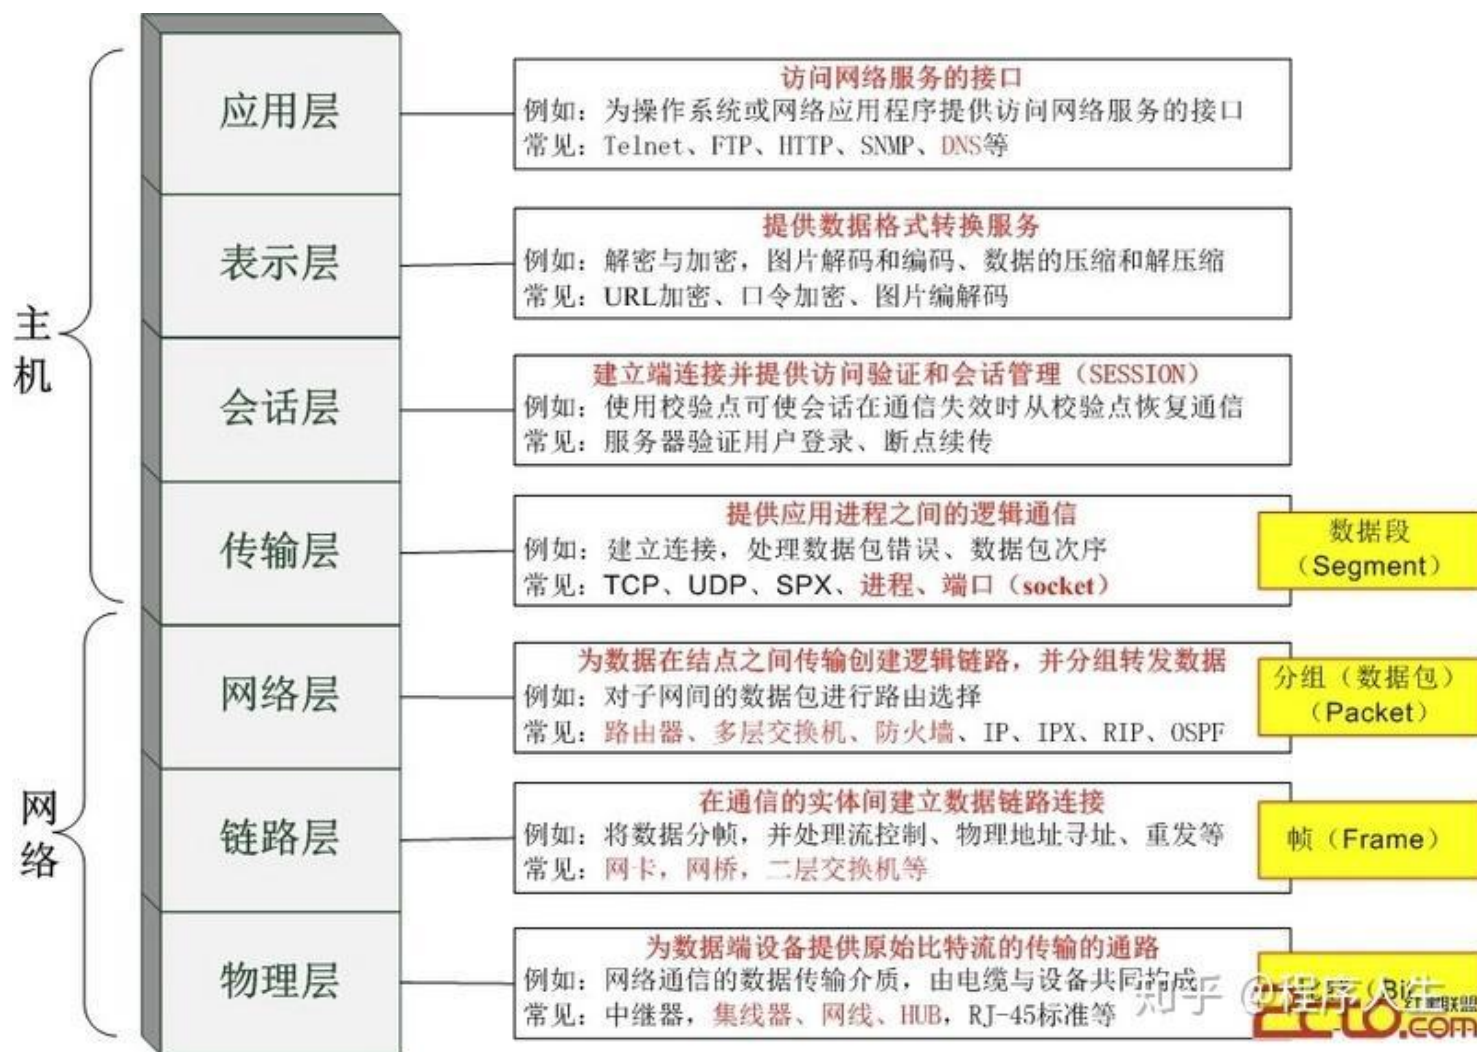 应用层
访问网络服务的接口
例如：为操作系统或网络应用程序提供访问网络服务的接口
常见：Telnet、FTP、HTTP、SNMP、DNS等
表示层
提供数据格式转换服务
例如：解密与加密，图片解码和编码、数据的压缩和解压缩
常见：URL加密、口令加密、图片编解码
主机
会话层
建立端连接并提供访问验证和会话管理（SESSION）
例如：使用校验点可使会话在通信失效时从校验点恢复通信
常见：服务器验证用户登录、断点续传
传输层
提供应用进程之间的逻辑通信
例如：建立连接，处理数据包错误、数据包次序
常见：TCP、UDP、SPX、进程、端口（socket）
数据段
（Segment）
网络层
为数据在结点之间传输创建逻辑链路，并分组转发数据
例如：对子网间的数据包进行路由选择
常见：路由器、多层交换机、防火墙、IP、IPX、RIP、OSPF
分组（数据包）
（Packet）
网络
链路层
在通信的实体间建立数据链路连接
例如：将数据分帧，并处理流控制、物理地址寻址、重发等
常见：网卡，网桥，二层交换机等
帧（Frame）
物理层
为数据端设备提供原始比特流的传输的通路
例如：网络通信的数据传输介质，由电缆与设备共同构成
常见：中继器，集线器、网线、HUB，RJ-45标准等
知乎 @程序人生
红黑联盟
2cto.com